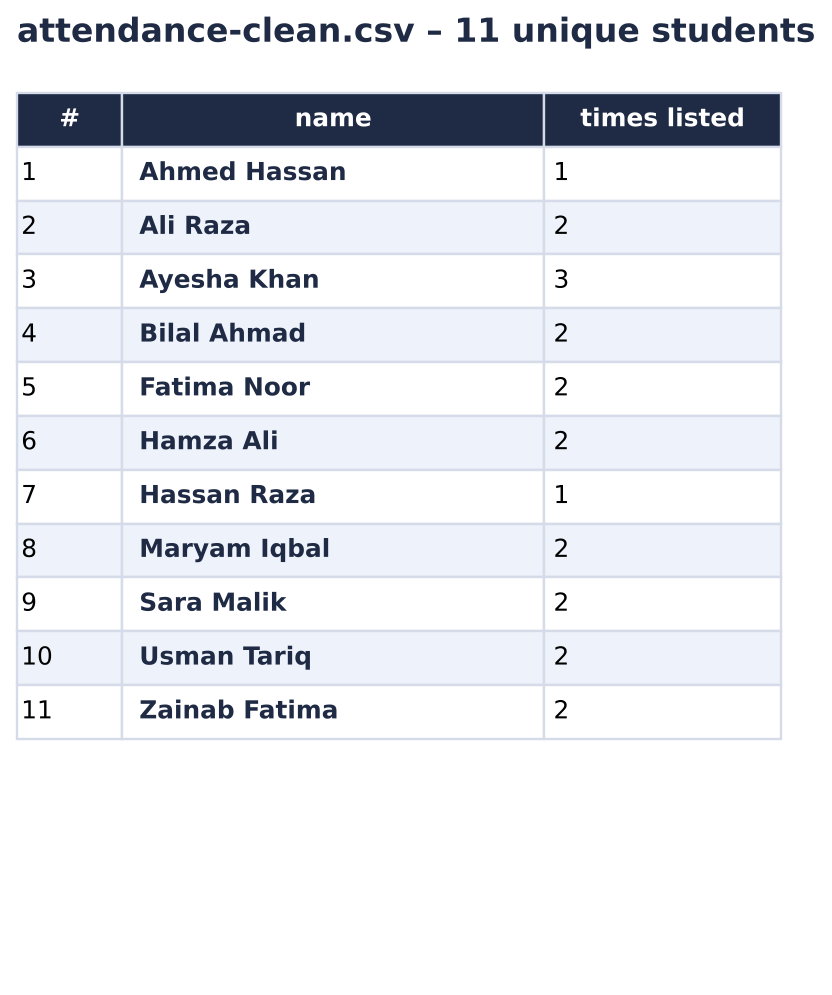 attendance-clean.csv – 11 unique students
# name times listed
1 Ahmed Hassan 1
2 Ali Raza 2
3 Ayesha Khan 3
4 Bilal Ahmad 2
5 Fatima Noor 2
6 Hamza Ali 2
7 Hassan Raza 1
8 Maryam Iqbal 2
9 Sara Malik 2
10 Usman Tariq 2
11 Zainab Fatima 2